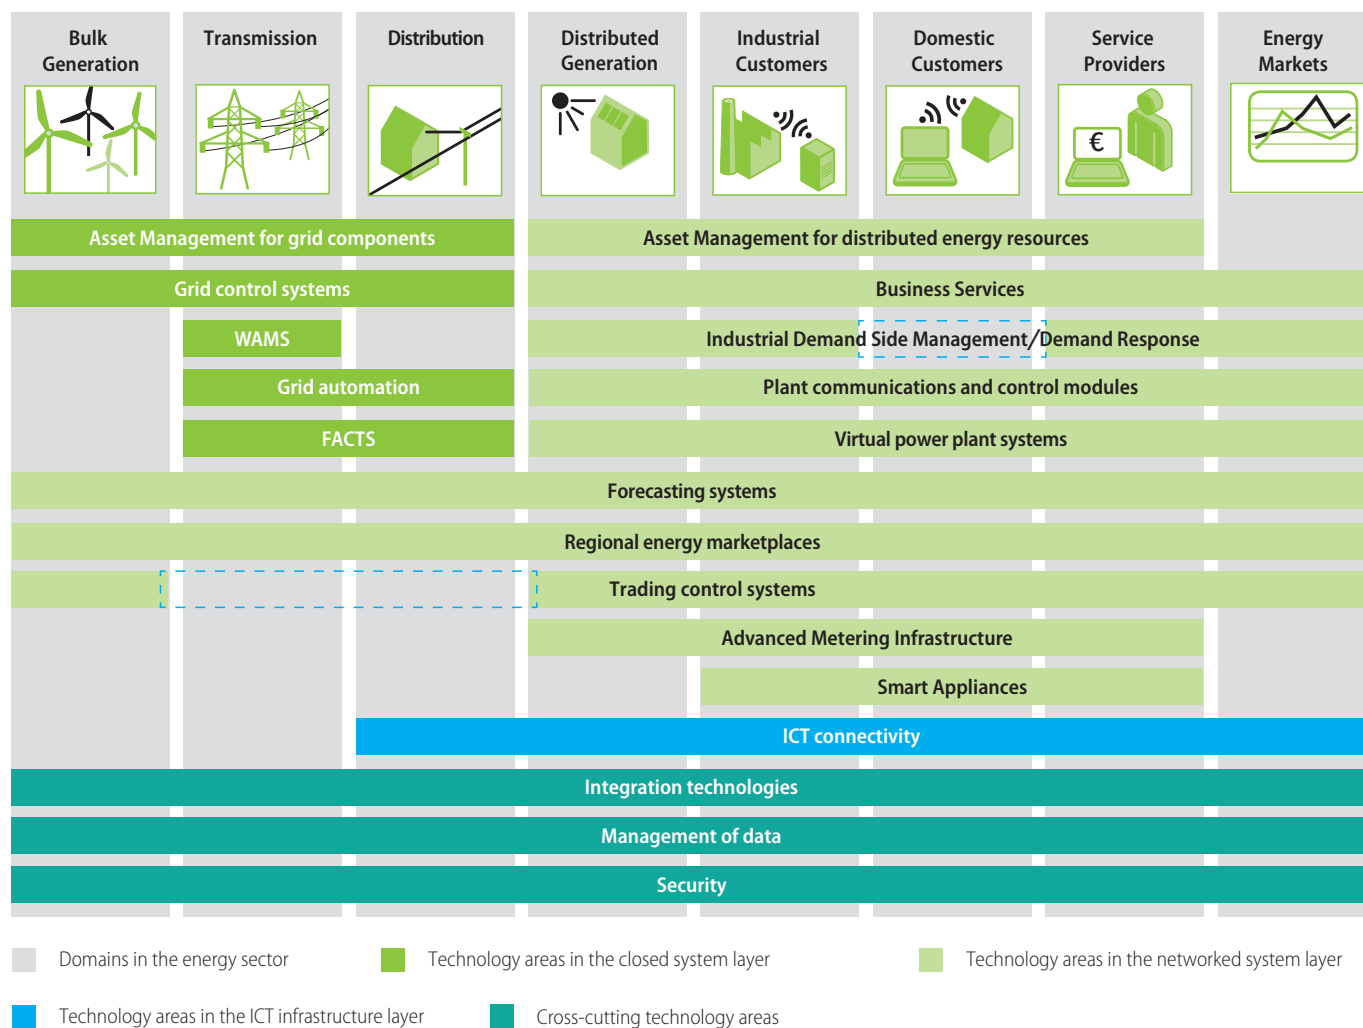 Bulk
Generation
Transmission
Distribution
Distributed
Generation
Industrial
Customers
Domestic
Customers
Service
Providers
Energy
Markets
€
Asset Management for grid components
Asset Management for distributed energy resources
Grid control systems
Business Services
WAMS
Industrial Demand Side Management/Demand Response
Grid automation
Plant communications and control modules
FACTS
Virtual power plant systems
Forecasting systems
Regional energy marketplaces
Trading control systems
Advanced Metering Infrastructure
Smart Appliances
ICT connectivity
Integration technologies
Management of data
Security
Domains in the energy sector
Technology areas in the closed system layer
Technology areas in the networked system layer
Technology areas in the ICT infrastructure layer
Cross-cutting technology areas